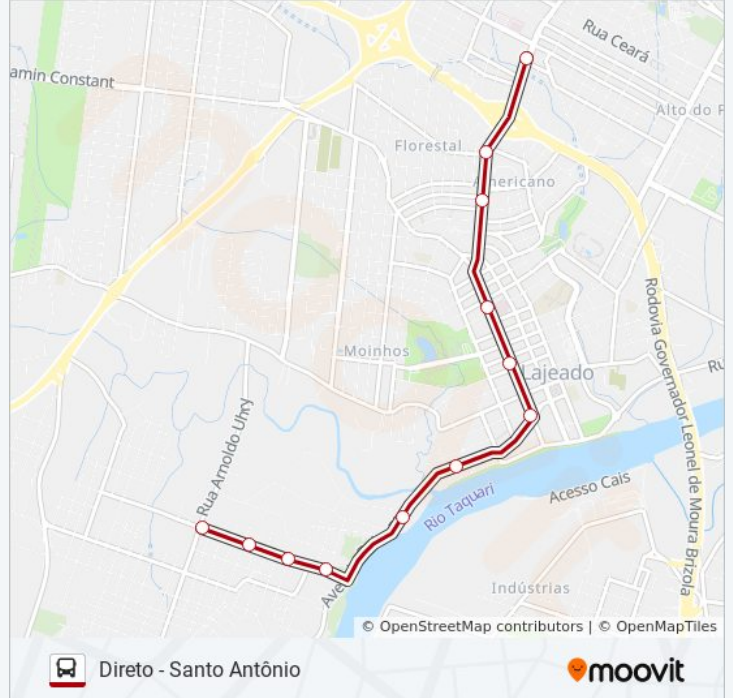 Rua Ceará
amin Constant
Alto do P
Florestal
Americano
Moinhos
Lajeado
Ru
Rodovia Governador Leonel de Moura Brizola
Rua Arnoldo Uhry
Acesso Cais
Rio Taquari
Indústrias
Ave
© OpenStreetMap contributors | © OpenMapTiles
Direto - Santo Antônio
moovit